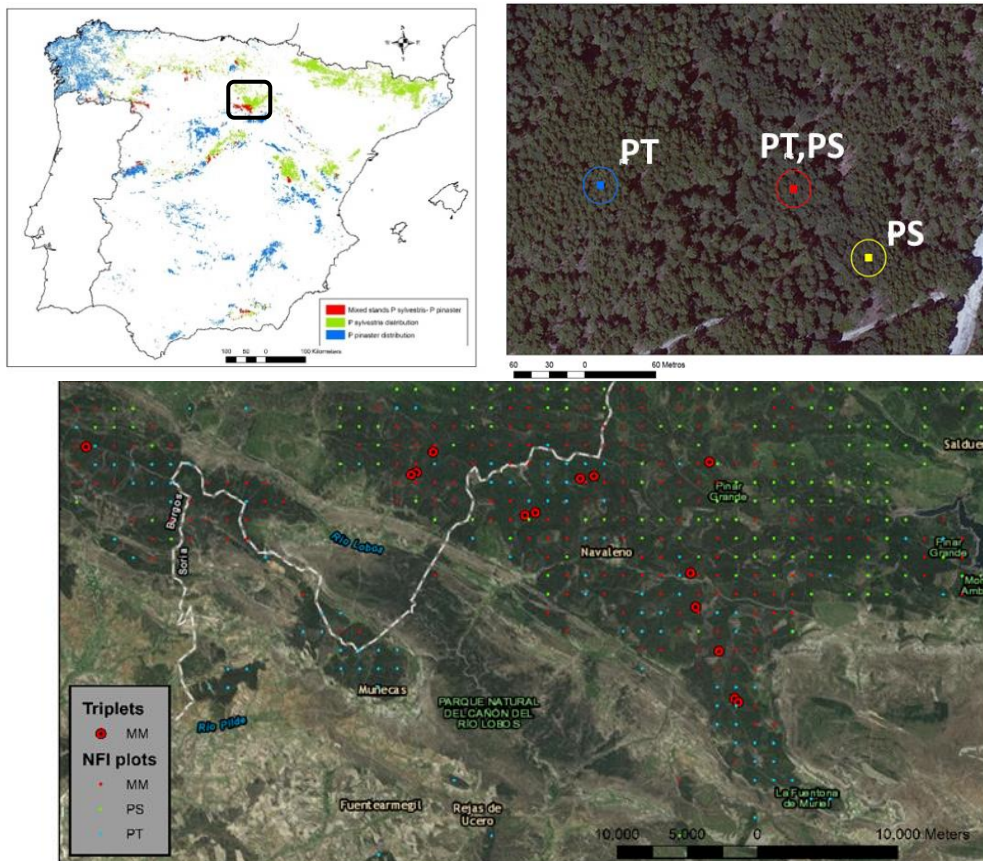 Mixed stands P sylvestris- P pinaster
P sylvestris distribution
P pinaster distribution
100 50 0 100 Kilometers
PT
PT,PS
PS
60 30 0 60 Metros
Burgos
Soria
Río Lobos
Navaleno
Pinar
Grande
Pinar
Grande
Muñecas
PARQUE NATURAL
DEL CAÑÓN DEL
RÍO LOBOS
Río Pilde
Fuentearmegil
Rejas de
Ucero
La Fuentona
de Muriel
Triplets
MM
NFI plots
MM
PS
PT
10,000 5,000 0 10,000 Meters